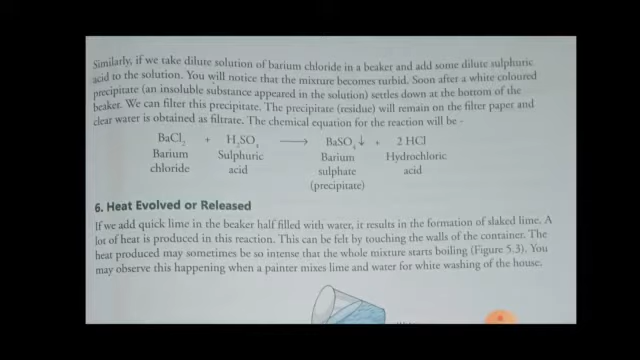 Similarly, if we take dilute solution of barium chloride in a beaker and add some dilute sulphuric
acid to the solution. You will notice that the mixture becomes turbid. Soon after a white coloured
precipitate (an insoluble substance appeared in the solution) settles down at the bottom of the
beaker. We can filter this precipitate. The precipitate (residue) will remain on the filter paper and
clear water is obtained as filtrate. The chemical equation for the reaction will be -
BaCl₂ + H₂SO₄ ⟶ BaSO₄↓ + 2 HCl
Barium Sulphuric Barium Hydrochloric
chloride acid sulphate acid
(precipitate)
6. Heat Evolved or Released
If we add quick lime in the beaker half filled with water, it results in the formation of slaked lime. A
lot of heat is produced in this reaction. This can be felt by touching the walls of the container. The
heat produced may sometimes be so intense that the whole mixture starts boiling (Figure 5.3). You
may observe this happening when a painter mixes lime and water for white washing of the house.